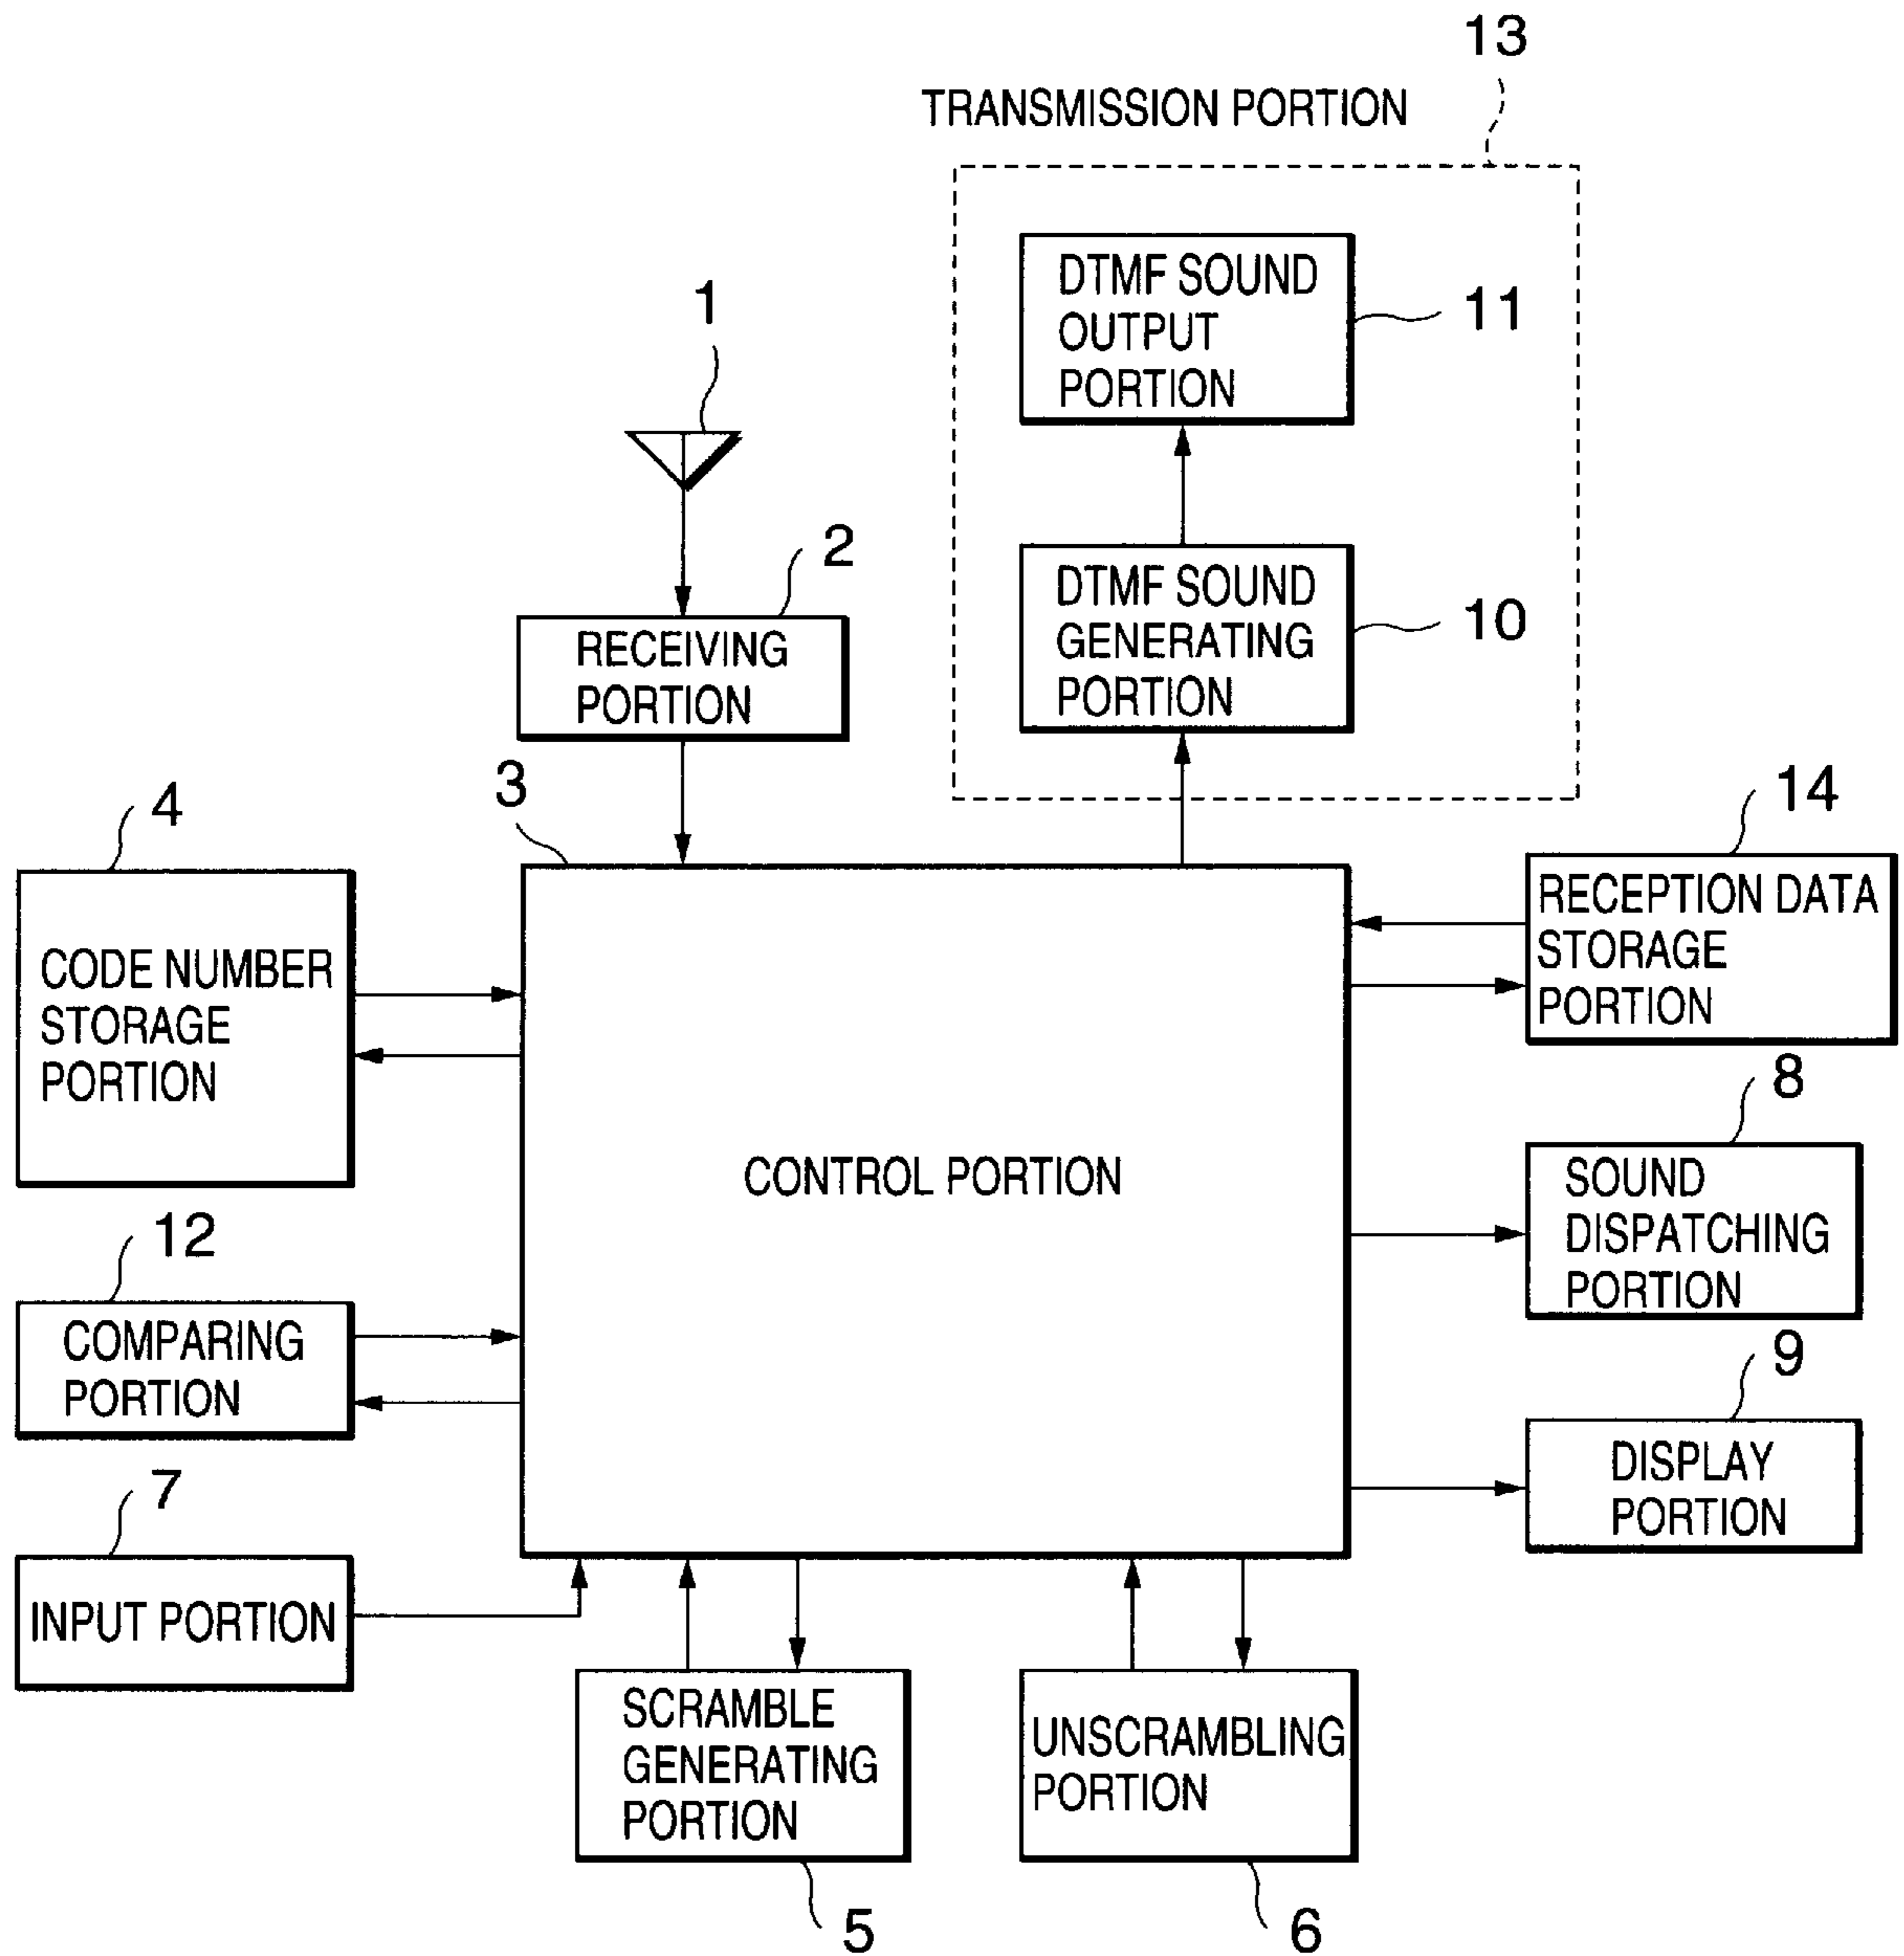 13
TRANSMISSION PORTION
DTMF SOUND
OUTPUT
PORTION
11
1
2
RECEIVING
PORTION
DTMF SOUND
GENERATING
PORTION
10
3
4
14
CODE NUMBER
STORAGE
PORTION
RECEPTION DATA
STORAGE
PORTION
CONTROL PORTION
8
SOUND
DISPATCHING
PORTION
12
COMPARING
PORTION
9
DISPLAY
PORTION
7
INPUT PORTION
SCRAMBLE
GENERATING
PORTION
5
UNSCRAMBLING
PORTION
6